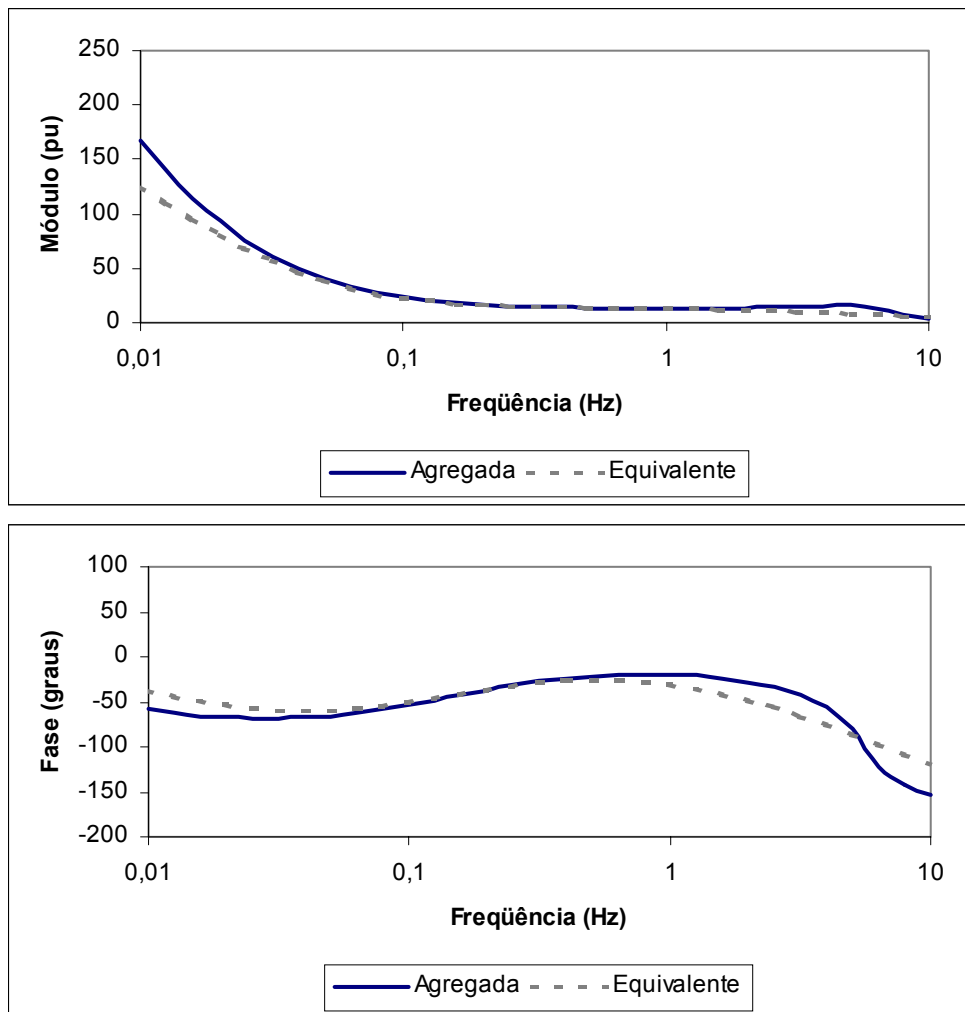 250
200
150
100
50
0
Módulo (pu)
0,01 0,1 1 10
Freqüência (Hz)
Agregada Equivalente
100
50
0
-50
-100
-150
-200
Fase (graus)
0,01 0,1 1 10
Freqüência (Hz)
Agregada Equivalente